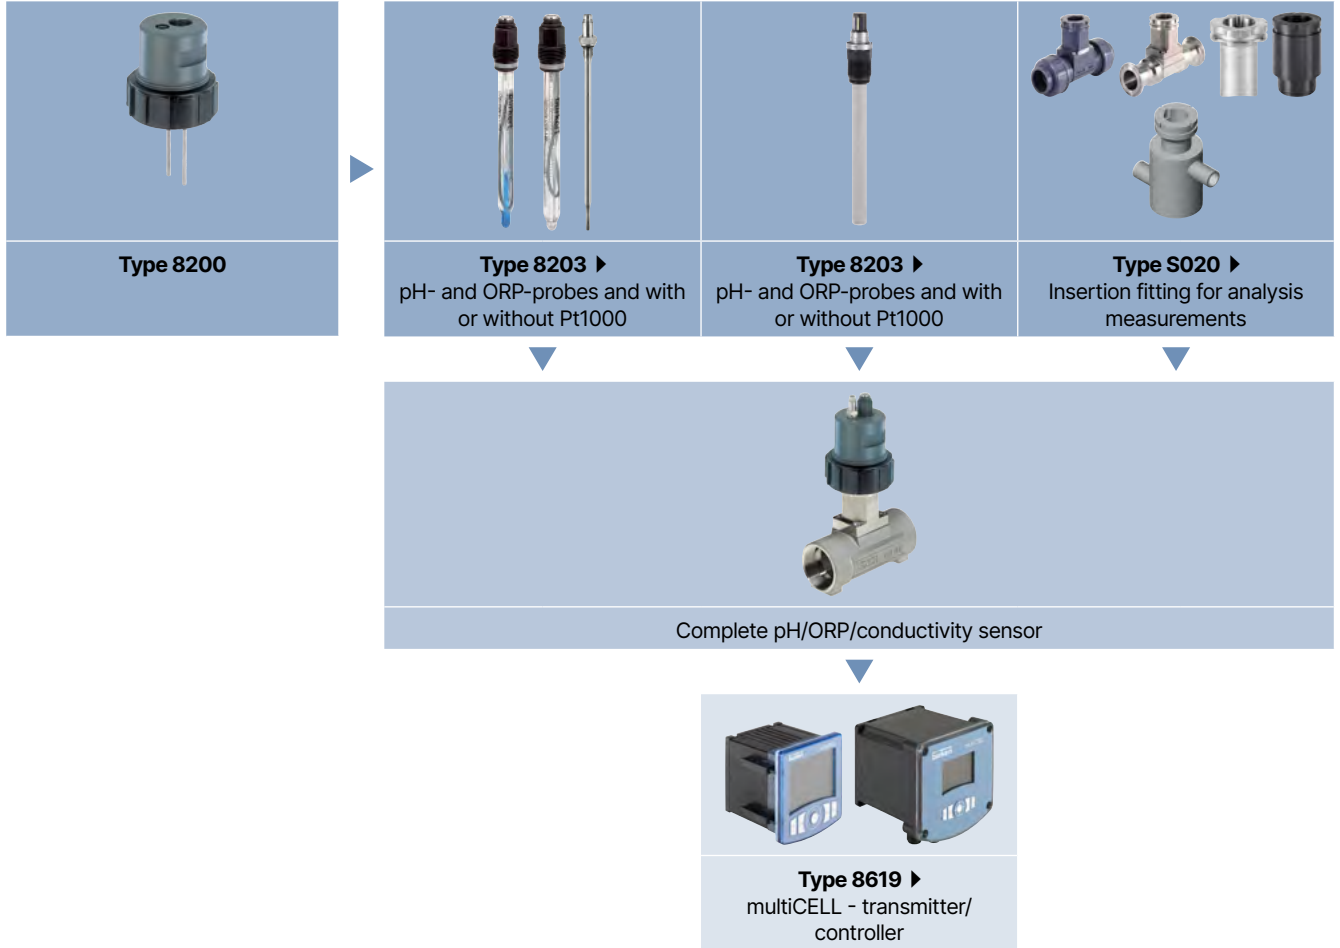 Type 8200
Type 8203
pH- and ORP-probes and with
or without Pt1000
Type 8203
pH- and ORP-probes and with
or without Pt1000
Type S020
Insertion fitting for analysis
measurements
Complete pH/ORP/conductivity sensor
Type 8619
multiCELL - transmitter/
controller